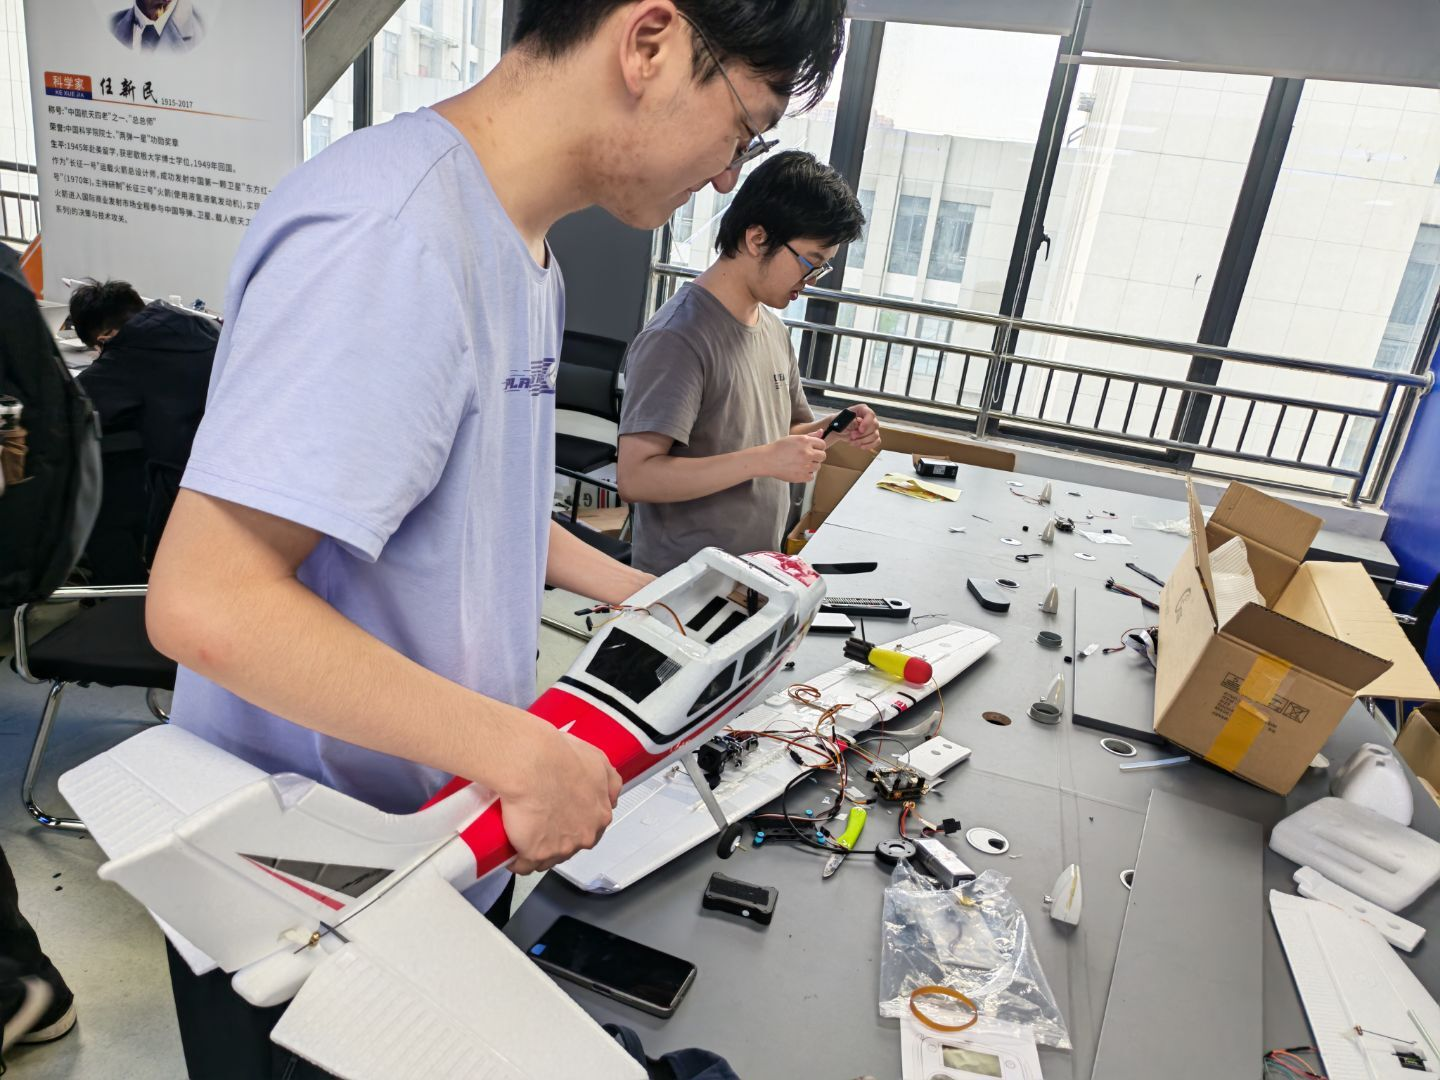 科学家
KE XUE JIA
任新民 1915-2017
称号:"中国航天四老"之一、"总总师"
荣誉:中国科学院院士、"两弹一星"功勋奖章
生平:1945年赴美留学,获密歇根大学博士学位,1949年回国。
作为"长征一号"运载火箭总设计师,成功发射中国第一颗卫星"东方红一
号"(1970年),主持研制"长征三号"火箭(使用液氢液氧发动机),实现
火箭进入国际商业发射市场全程参与中国导弹、卫星、载人航天工
系列)的决策与技术攻关。